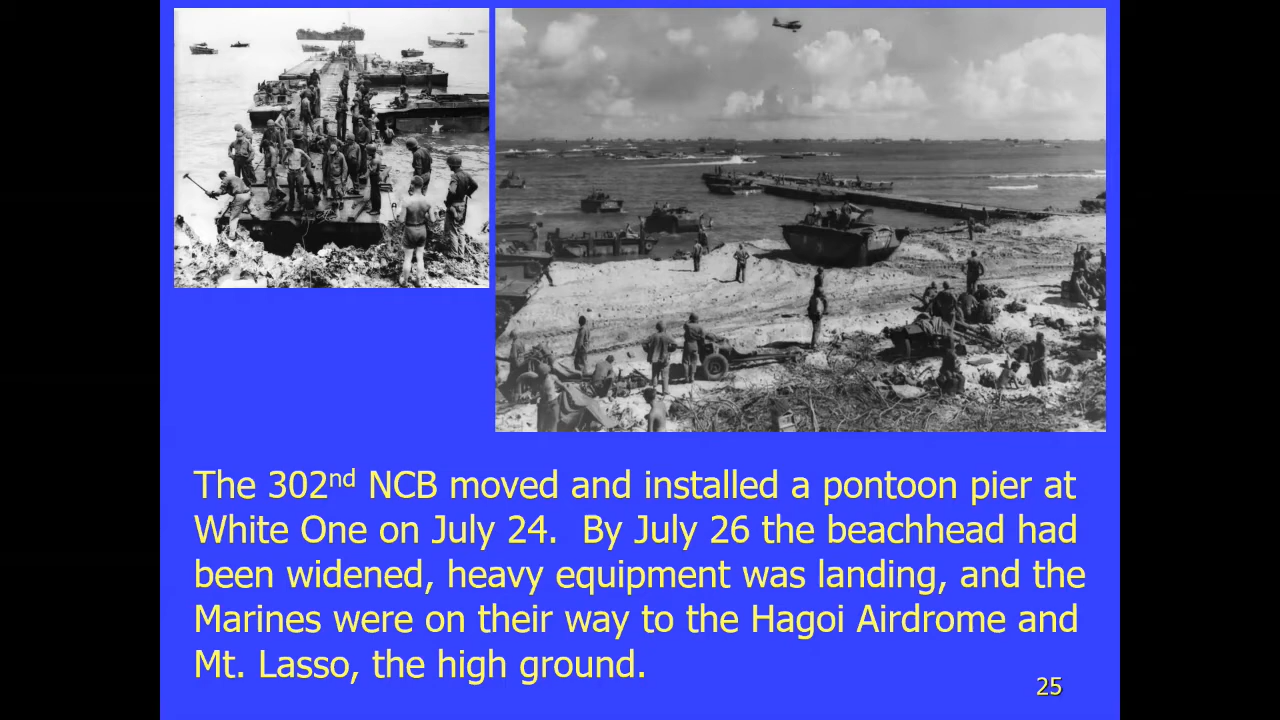 The 302nd NCB moved and installed a pontoon pier at
White One on July 24.  By July 26 the beachhead had
been widened, heavy equipment was landing, and the
Marines were on their way to the Hagoi Airdrome and
Mt. Lasso, the high ground.
25